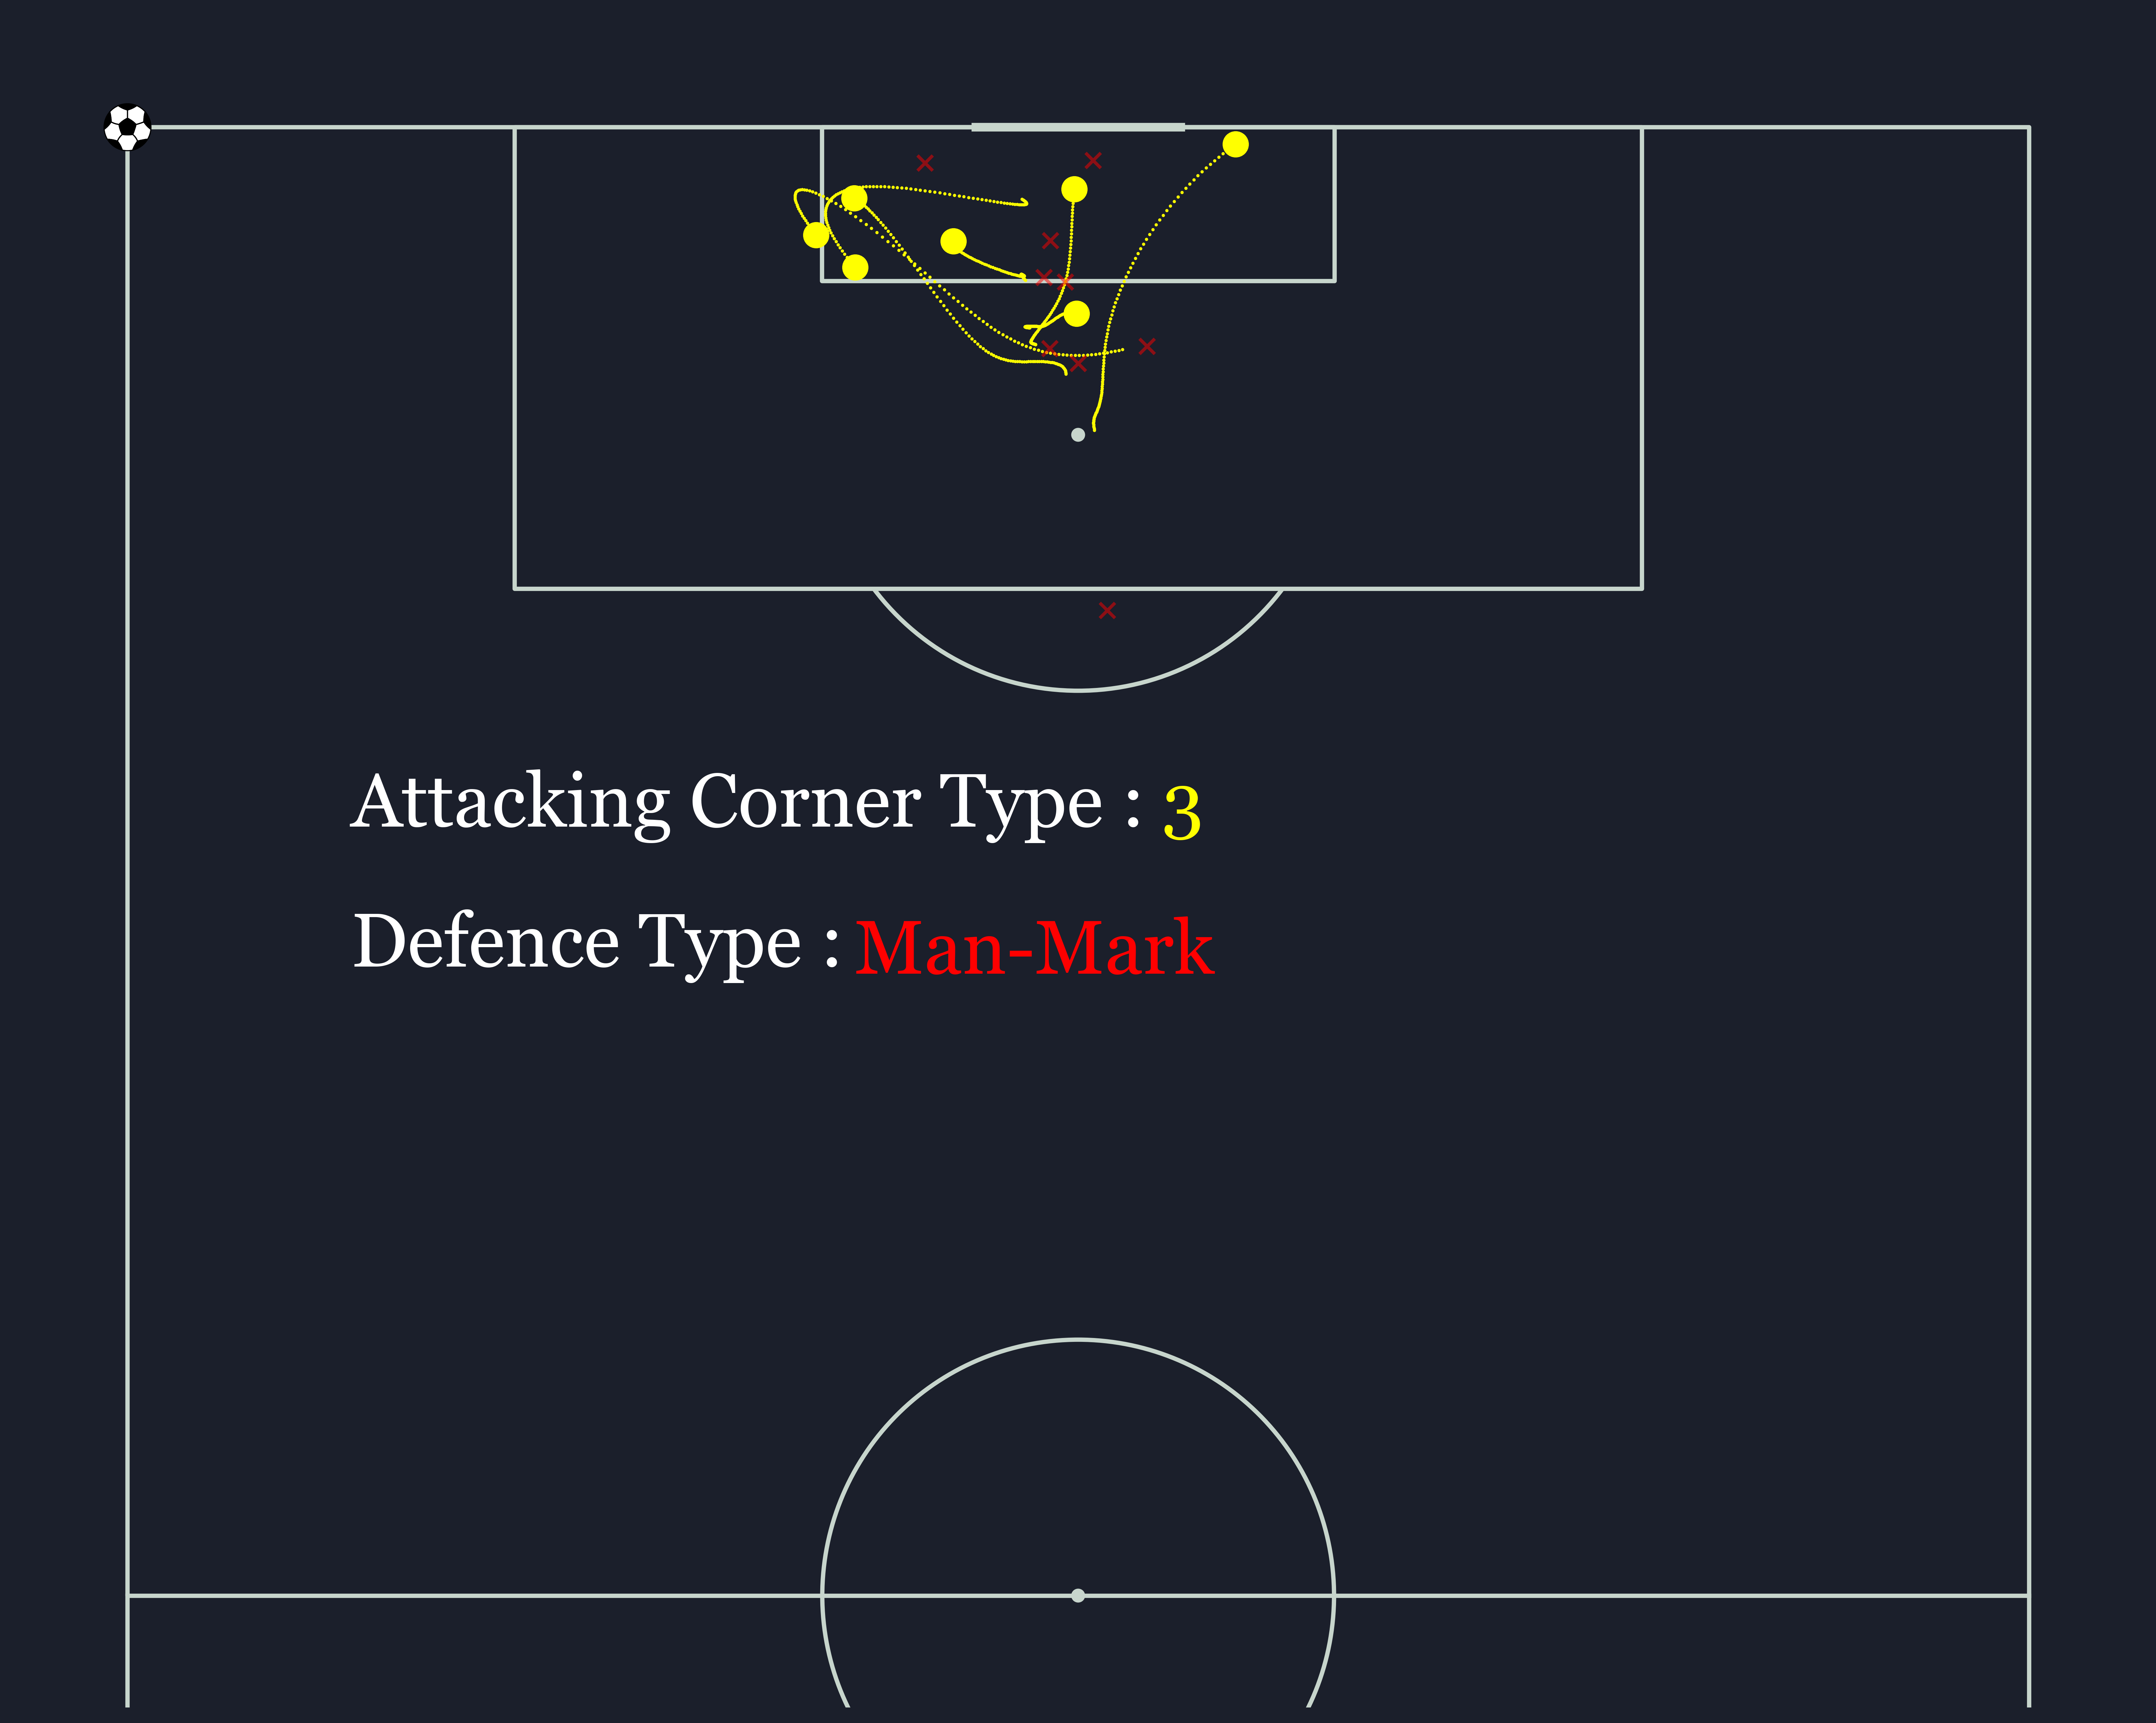 Attacking Corner Type : 3
Defence Type : Man-Mark